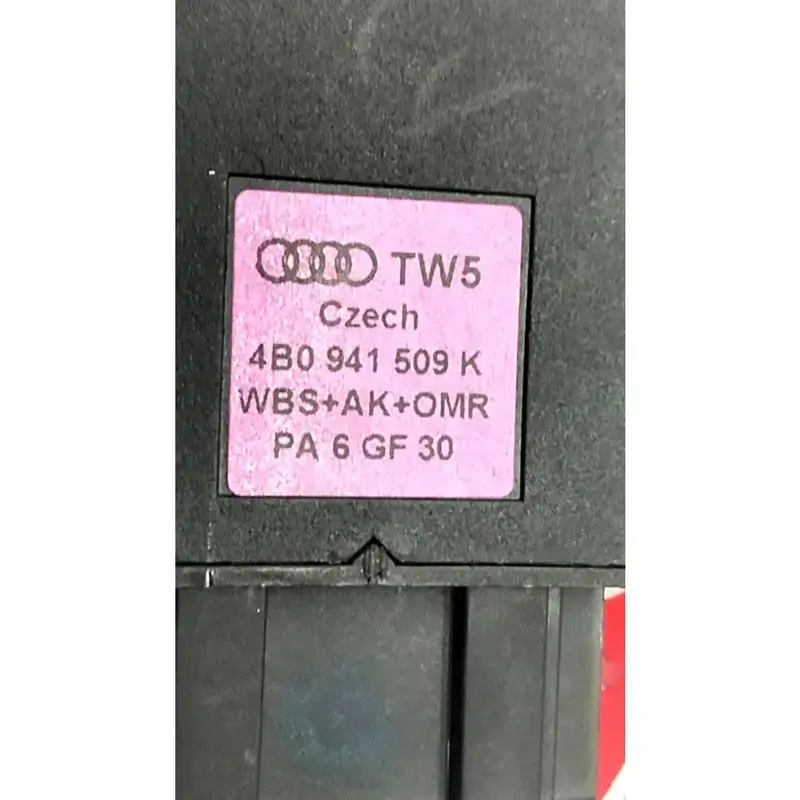 TW5
Czech
4B0 941 509 K
WBS+AK+OMR
PA 6 GF 30